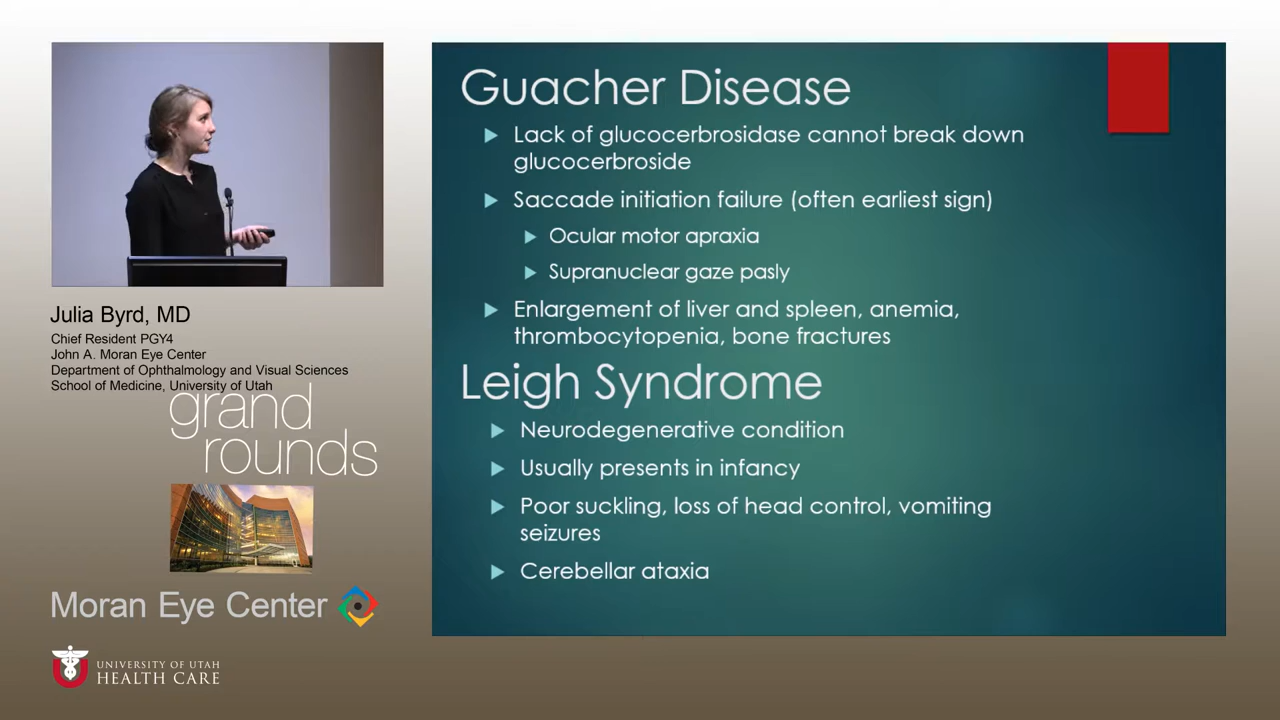 Guacher Disease
Lack of glucocerbrosidase cannot break down
glucocerbroside
Saccade initiation failure (often earliest sign)
Ocular motor apraxia
Supranuclear gaze pasly
Enlargement of liver and spleen, anemia,
thrombocytopenia, bone fractures
Leigh Syndrome
Neurodegenerative condition
Usually presents in infancy
Poor suckling, loss of head control, vomiting
seizures
Cerebellar ataxia
Julia Byrd, MD
Chief Resident PGY4
John A. Moran Eye Center
Department of Ophthalmology and Visual Sciences
School of Medicine, University of Utah
grand
rounds
Moran Eye Center
UNIVERSITY OF UTAH
HEALTH CARE